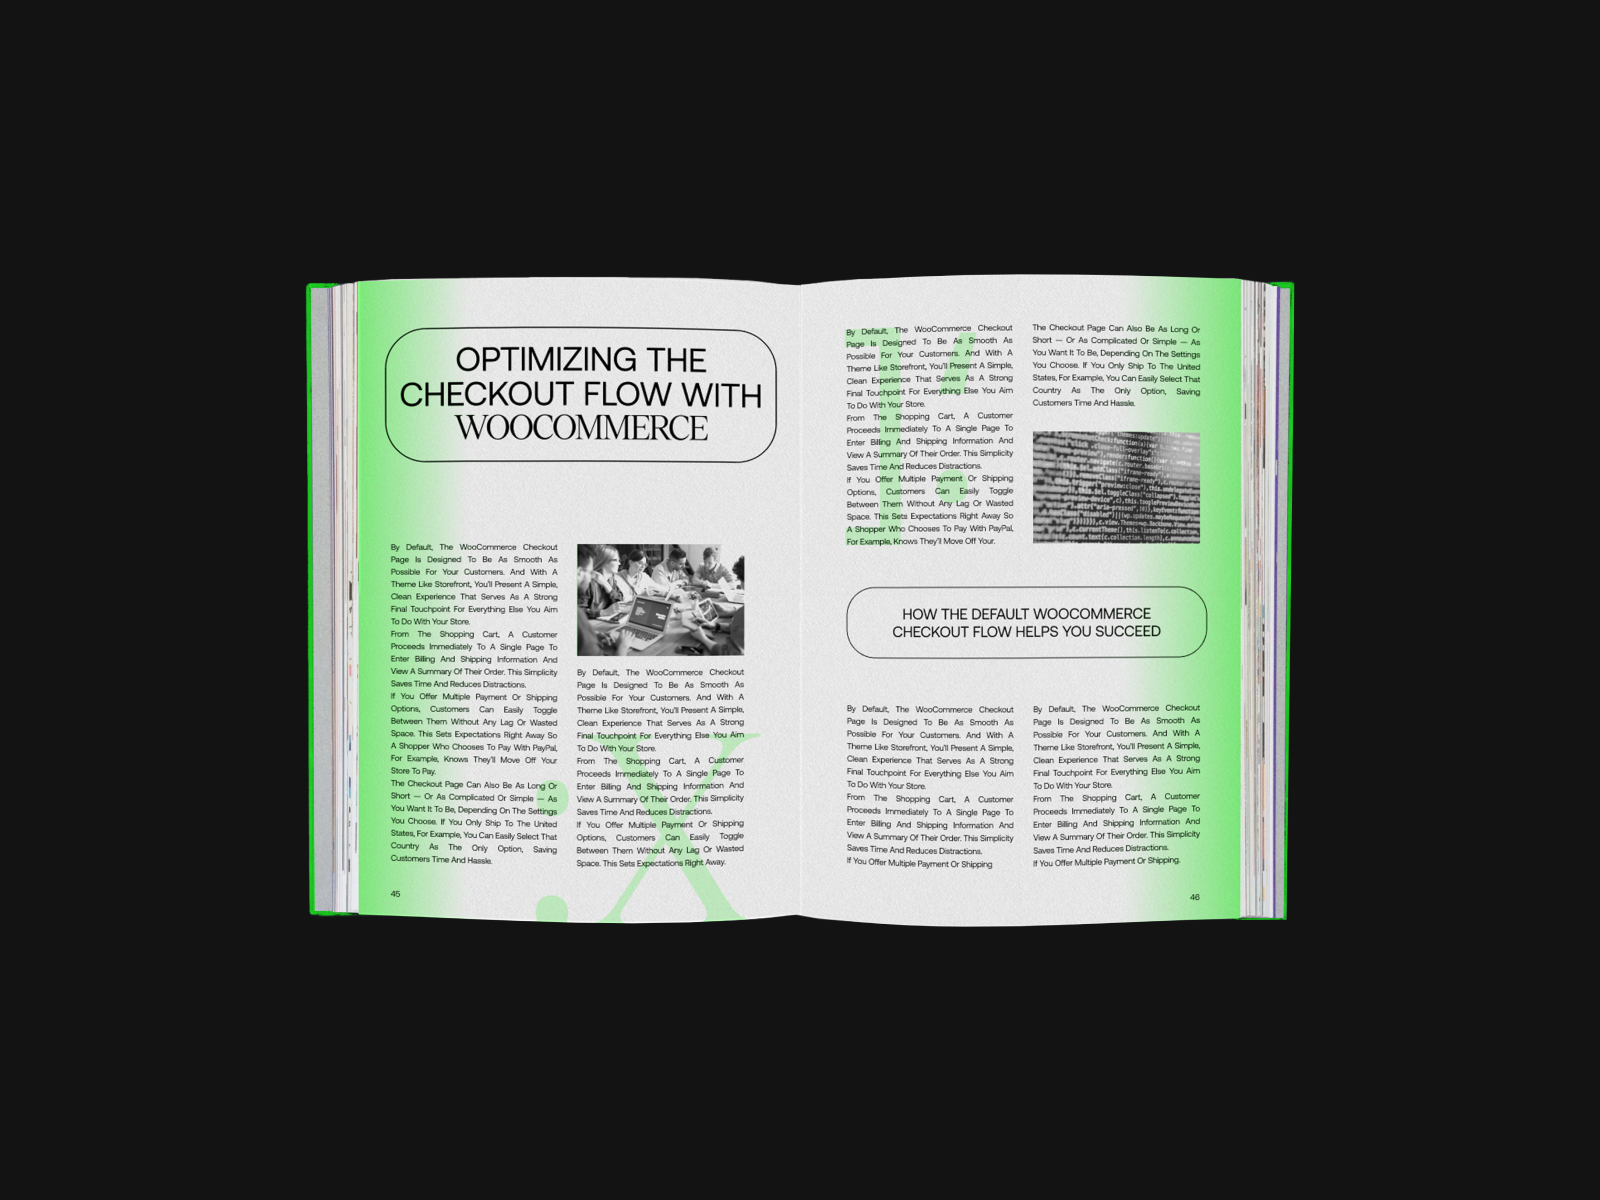 OPTIMIZING THE
CHECKOUT FLOW WITH
WOOCOMMERCE
By Default, The WooCommerce Checkout
Page Is Designed To Be As Smooth As
Possible For Your Customers. And With A
Theme Like Storefront, You'll Present A Simple,
Clean Experience That Serves As A Strong
Final Touchpoint For Everything Else You Aim
To Do With Your Store.
From The Shopping Cart, A Customer
Proceeds Immediately To A Single Page To
Enter Billing And Shipping Information And
View A Summary Of Their Order. This Simplicity
Saves Time And Reduces Distractions.
If You Offer Multiple Payment Or Shipping
Options, Customers Can Easily Toggle
Between Them Without Any Lag Or Wasted
Space. This Sets Expectations Right Away So
A Shopper Who Chooses To Pay With PayPal,
For Example, Knows They'll Move Off Your
Store To Pay.
The Checkout Page Can Also Be As Long Or
Short — Or As Complicated Or Simple — As
You Want It To Be, Depending On The Settings
You Choose. If You Only Ship To The United
States, For Example, You Can Easily Select That
Country As The Only Option, Saving
Customers Time And Hassle.
45
By Default, The WooCommerce Checkout
Page Is Designed To Be As Smooth As
Possible For Your Customers. And With A
Theme Like Storefront, You'll Present A Simple,
Clean Experience That Serves As A Strong
Final Touchpoint For Everything Else You Aim
To Do With Your Store.
From The Shopping Cart, A Customer
Proceeds Immediately To A Single Page To
Enter Billing And Shipping Information And
View A Summary Of Their Order. This Simplicity
Saves Time And Reduces Distractions.
If You Offer Multiple Payment Or Shipping
Options, Customers Can Easily Toggle
Between Them Without Any Lag Or Wasted
Space. This Sets Expectations Right Away.
:X
By Default, The WooCommerce Checkout
Page Is Designed To Be As Smooth As
Possible For Your Customers. And With A
Theme Like Storefront, You'll Present A Simple,
Clean Experience That Serves As A Strong
Final Touchpoint For Everything Else You Aim
To Do With Your Store.
From The Shopping Cart, A Customer
Proceeds Immediately To A Single Page To
Enter Billing And Shipping Information And
View A Summary Of Their Order. This Simplicity
Saves Time And Reduces Distractions.
If You Offer Multiple Payment Or Shipping
Options, Customers Can Easily Toggle
Between Them Without Any Lag Or Wasted
Space. This Sets Expectations Right Away So
A Shopper Who Chooses To Pay With PayPal,
For Example, Knows They'll Move Off Your.
The Checkout Page Can Also Be As Long Or
Short — Or As Complicated Or Simple — As
You Want It To Be, Depending On The Settings
You Choose. If You Only Ship To The United
States, For Example, You Can Easily Select That
Country As The Only Option, Saving
Customers Time And Hassle.
HOW THE DEFAULT WOOCOMMERCE
CHECKOUT FLOW HELPS YOU SUCCEED
By Default, The WooCommerce Checkout
Page Is Designed To Be As Smooth As
Possible For Your Customers. And With A
Theme Like Storefront, You'll Present A Simple,
Clean Experience That Serves As A Strong
Final Touchpoint For Everything Else You Aim
To Do With Your Store.
From The Shopping Cart, A Customer
Proceeds Immediately To A Single Page To
Enter Billing And Shipping Information And
View A Summary Of Their Order. This Simplicity
Saves Time And Reduces Distractions.
If You Offer Multiple Payment Or Shipping
By Default, The WooCommerce Checkout
Page Is Designed To Be As Smooth As
Possible For Your Customers. And With A
Theme Like Storefront, You'll Present A Simple,
Clean Experience That Serves As A Strong
Final Touchpoint For Everything Else You Aim
To Do With Your Store.
From The Shopping Cart, A Customer
Proceeds Immediately To A Single Page To
Enter Billing And Shipping Information And
View A Summary Of Their Order. This Simplicity
Saves Time And Reduces Distractions.
If You Offer Multiple Payment Or Shipping.
46